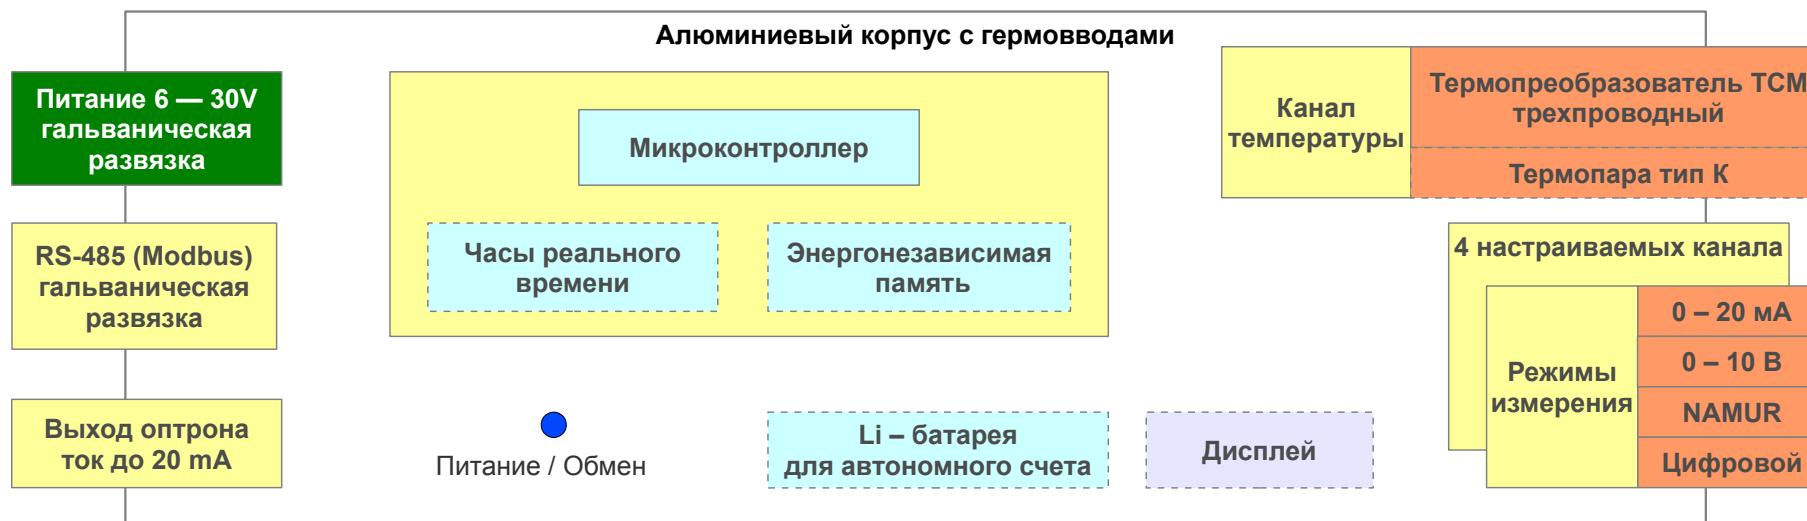 Алюминиевый корпус с гермовводами
Питание 6 — 30V
гальваническая
развязка
RS-485 (Modbus)
гальваническая
развязка
Выход оптрона
ток до 20 mA
Микроконтроллер
Часы реального
времени
Энергонезависимая
память
Питание / Обмен
Li – батарея
для автономного счета
Дисплей
Канал
температуры
Термопреобразователь ТСМ
трехпроводный
Термопара тип К
4 настраиваемых канала
Режимы
измерения
0 – 20 мА
0 – 10 В
NAMUR
Цифровой